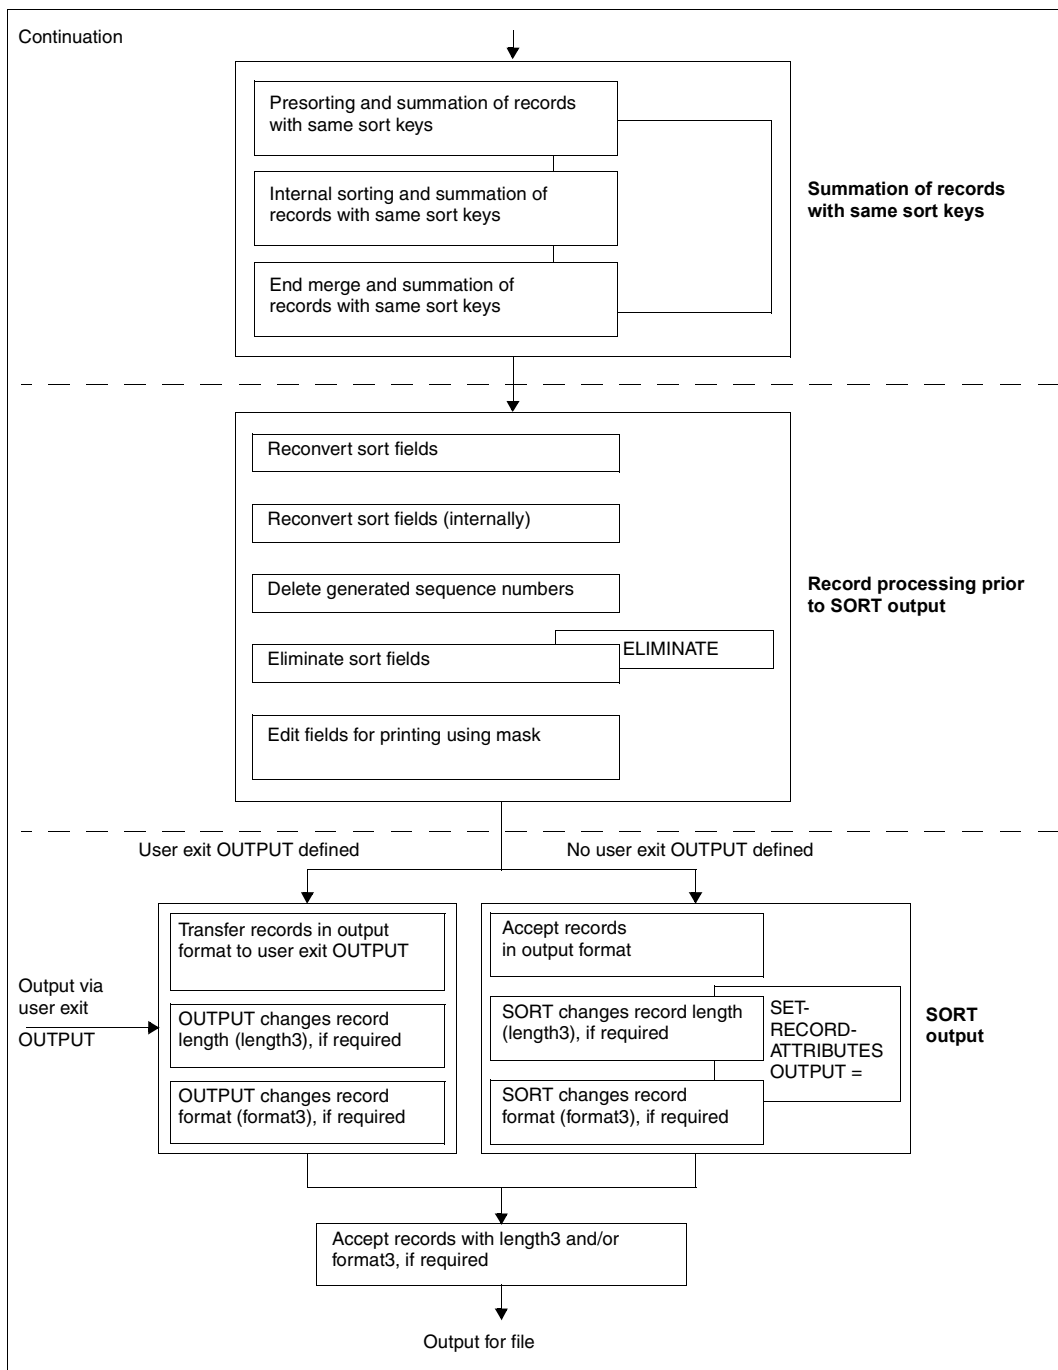 Continuation
Presorting and summation of records
with same sort keys
Internal sorting and summation of
records with same sort keys
End merge and summation of
records with same sort keys
Summation of records
with same sort keys
Reconvert sort fields
Reconvert sort fields (internally)
Delete generated sequence numbers
ELIMINATE
Eliminate sort fields
Edit fields for printing using mask
Record processing prior
to SORT output
User exit OUTPUT defined
No user exit OUTPUT defined
Output via
user exit
OUTPUT
Transfer records in output
format to user exit OUTPUT
OUTPUT changes record
length (length3), if required
OUTPUT changes record
format (format3), if required
Accept records
in output format
SORT changes record length
(length3), if required
SORT changes record
format (format3), if required
SET-
RECORD-
ATTRIBUTES
OUTPUT =
SORT
output
Accept records with length3 and/or
format3, if required
Output for file